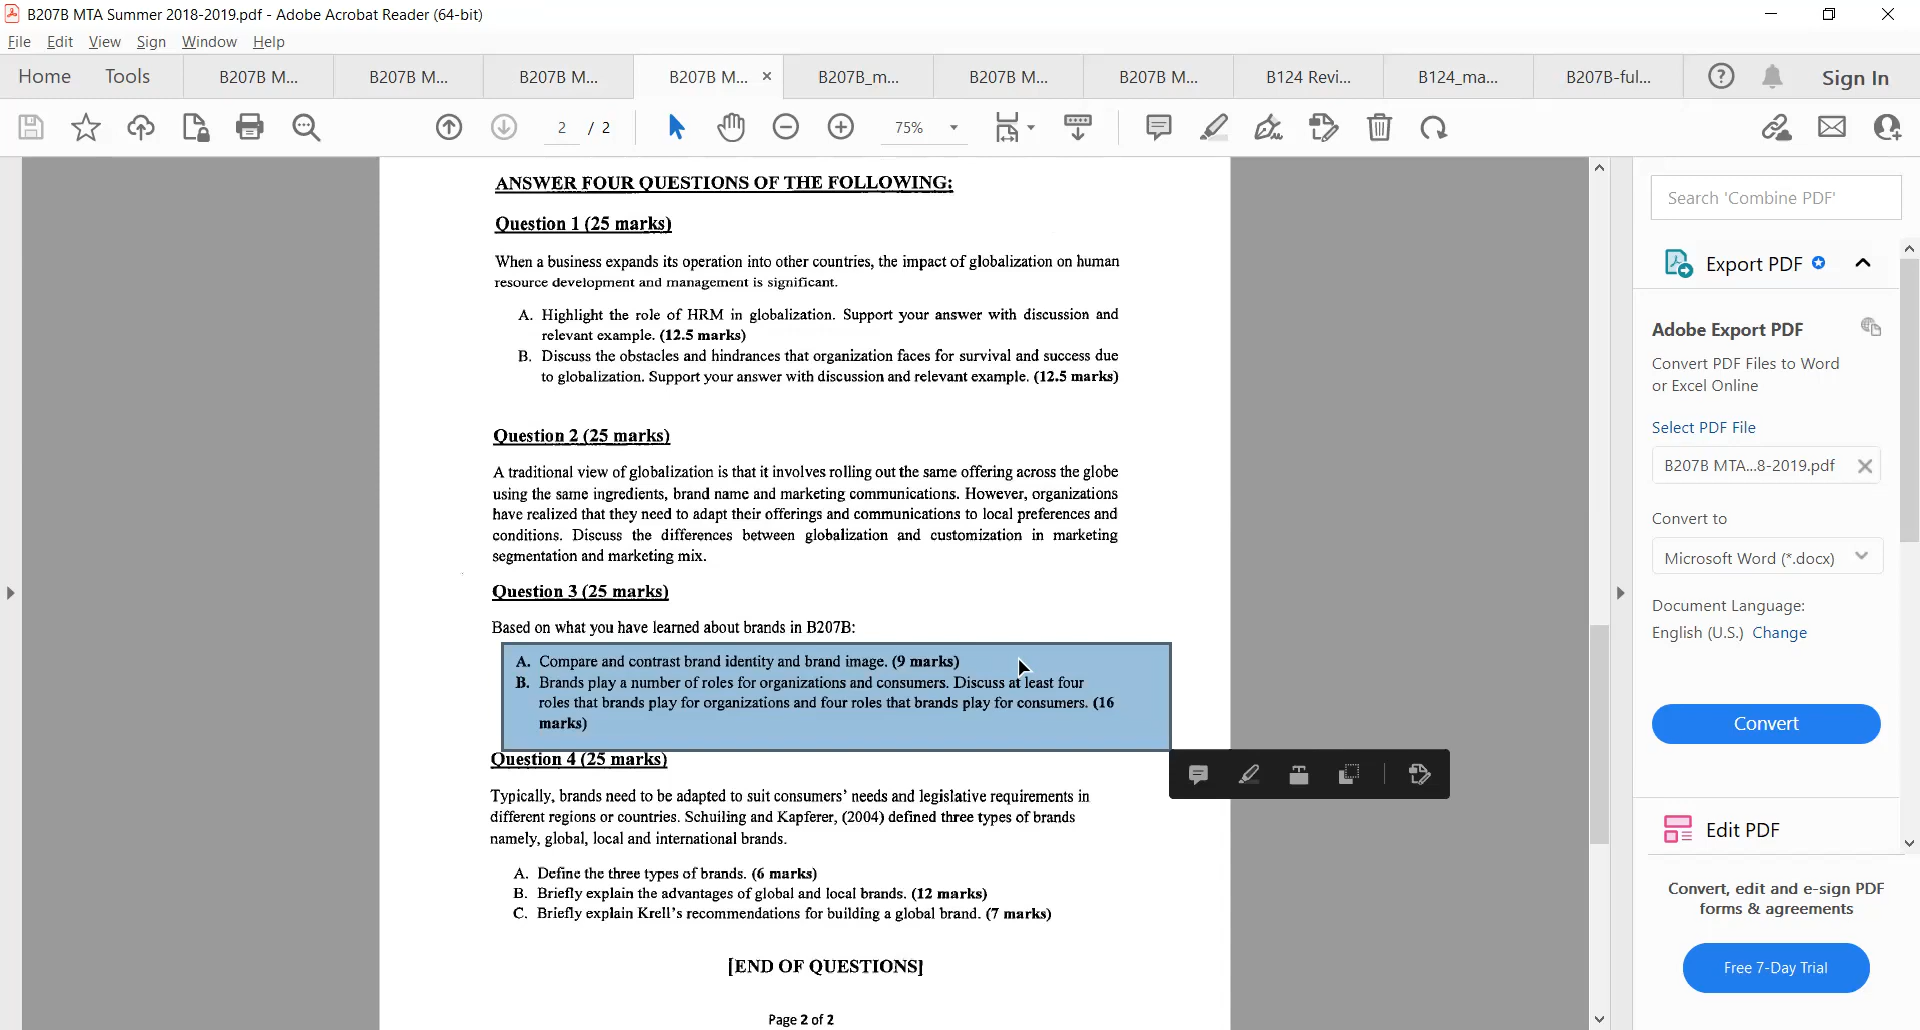 B207B MTA Summer 2018-2019.pdf - Adobe Acrobat Reader (64-bit)
File Edit View Sign Window Help
Home Tools B207B M... B207B M... B207B M... B207B M... B207B_m... B207B M... B207B M... B124 Revi... B124_ma... B207B-ful... Sign In
2 / 2 75%
ANSWER FOUR QUESTIONS OF THE FOLLOWING:
Question 1 (25 marks)
When a business expands its operation into other countries, the impact of globalization on human
resource development and management is significant.
A. Highlight the role of HRM in globalization. Support your answer with discussion and
relevant example. (12.5 marks)
B. Discuss the obstacles and hindrances that organization faces for survival and success due
to globalization. Support your answer with discussion and relevant example. (12.5 marks)
Question 2 (25 marks)
A traditional view of globalization is that it involves rolling out the same offering across the globe
using the same ingredients, brand name and marketing communications. However, organizations
have realized that they need to adapt their offerings and communications to local preferences and
conditions. Discuss the differences between globalization and customization in marketing
segmentation and marketing mix.
Question 3 (25 marks)
Based on what you have learned about brands in B207B:
A. Compare and contrast brand identity and brand image. (9 marks)
B. Brands play a number of roles for organizations and consumers. Discuss at least four
roles that brands play for organizations and four roles that brands play for consumers. (16
marks)
Question 4 (25 marks)
Typically, brands need to be adapted to suit consumers' needs and legislative requirements in
different regions or countries. Schuiling and Kapferer, (2004) defined three types of brands
namely, global, local and international brands.
A. Define the three types of brands. (6 marks)
B. Briefly explain the advantages of global and local brands. (12 marks)
C. Briefly explain Krell's recommendations for building a global brand. (7 marks)
[END OF QUESTIONS]
Page 2 of 2
Search 'Combine PDF'
Export PDF
Adobe Export PDF
Convert PDF Files to Word
or Excel Online
Select PDF File
B207B MTA...8-2019.pdf
Convert to
Microsoft Word (*.docx)
Document Language:
English (U.S.) Change
Convert
Edit PDF
Convert, edit and e-sign PDF
forms & agreements
Free 7-Day Trial